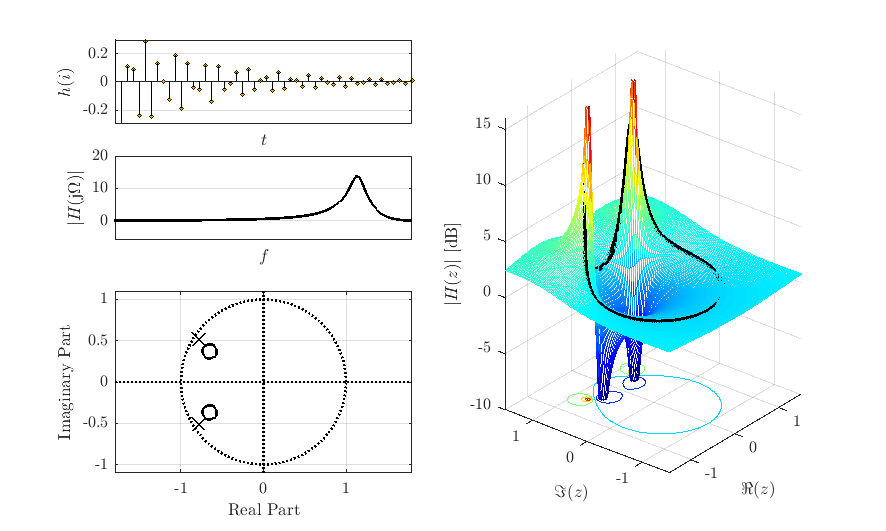 0.2
0
-0.2
h(i)
t
20
10
0
|H(jΩ)|
f
1
0.5
0
-0.5
-1
Imaginary Part
-1 0 1
Real Part
15
10
5
0
-5
-10
|H(z)| [dB]
1 0 -1
ℑ(z)
-1 0 1
ℜ(z)